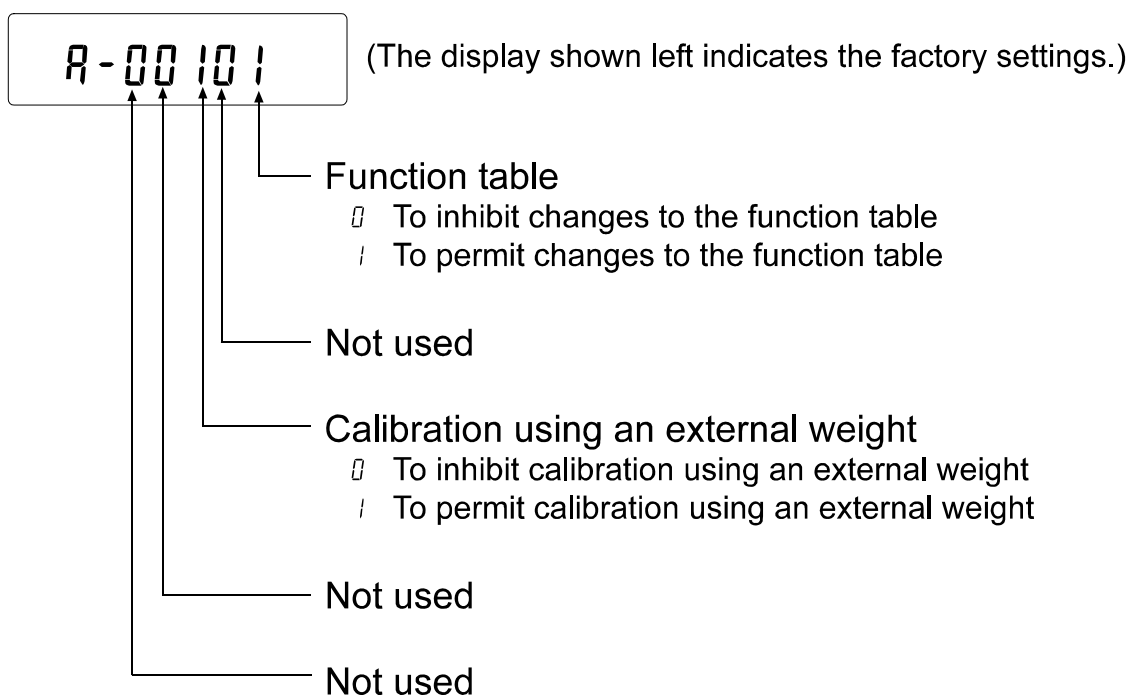 A-00101
(The display shown left indicates the factory settings.)
Function table
0 To inhibit changes to the function table
1 To permit changes to the function table
Not used
Calibration using an external weight
0 To inhibit calibration using an external weight
1 To permit calibration using an external weight
Not used
Not used